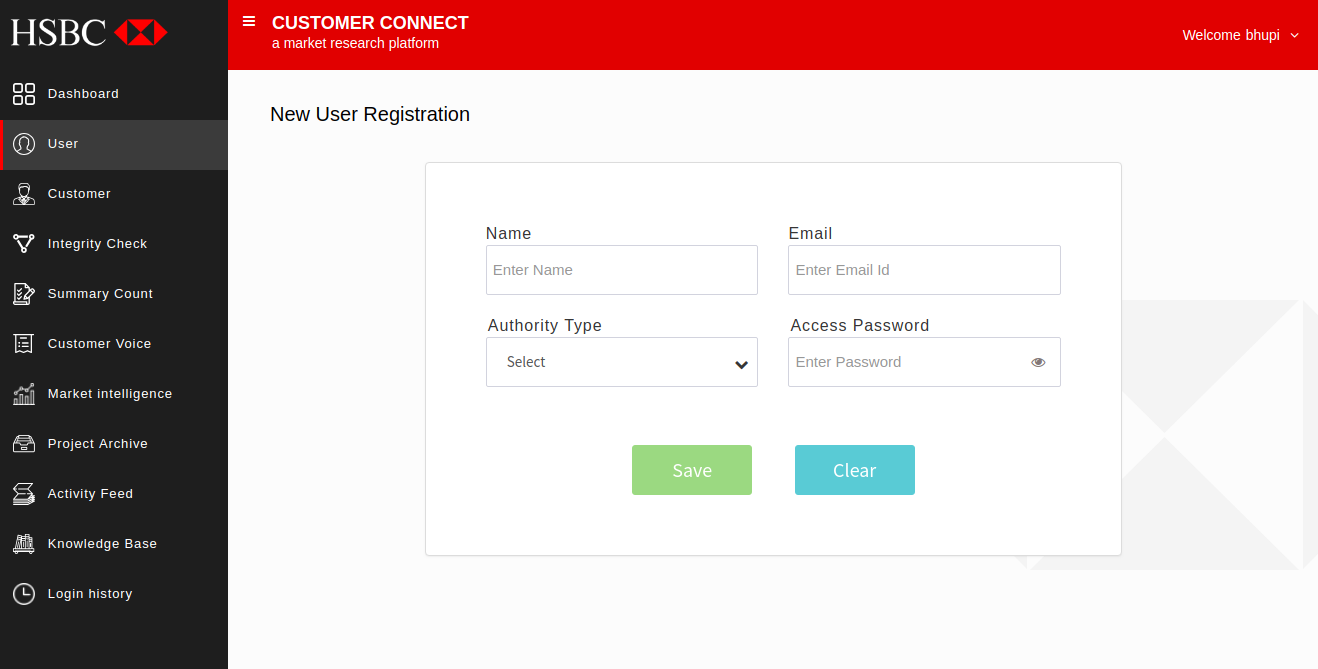 HSBC
CUSTOMER CONNECT
a market research platform
Welcome bhupi
Dashboard
User
Customer
Integrity Check
Summary Count
Customer Voice
Market intelligence
Project Archive
Activity Feed
Knowledge Base
Login history
New User Registration
Name
Email
Enter Name
Enter Email Id
Authority Type
Access Password
Select
Enter Password
Save
Clear